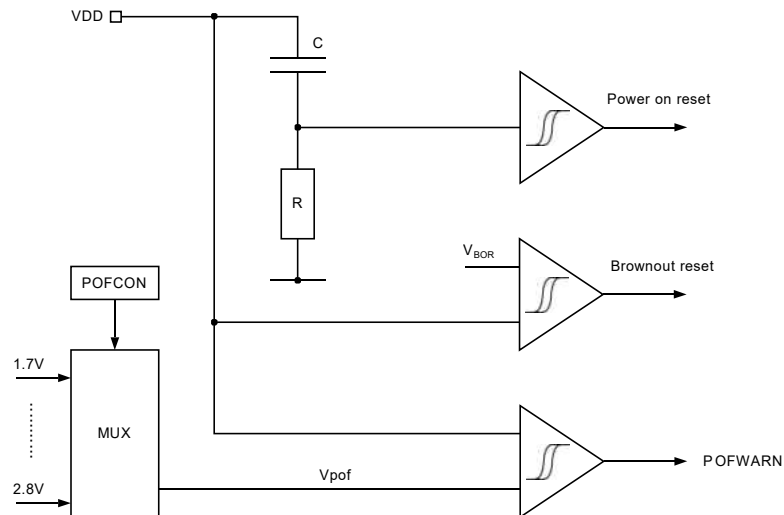 VDD
C
Power on reset
R
V_BOR
Brownout reset
POFCON
1.7V
MUX
Vpof
POFWARN
2.8V